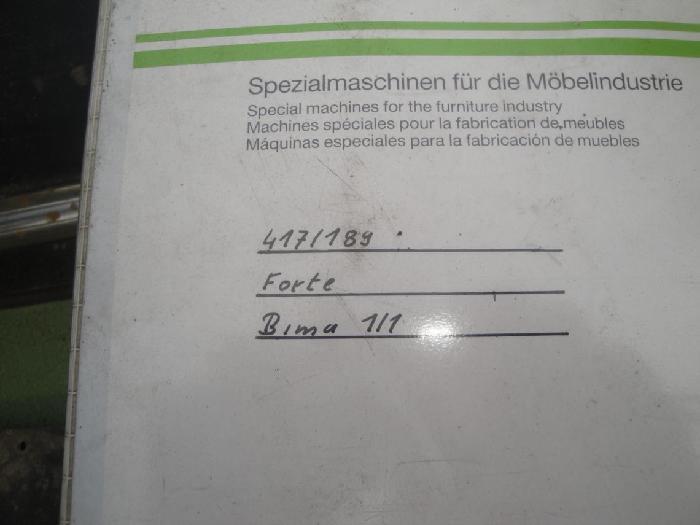 Spezialmaschinen für die Möbelindustrie
Special machines for the furniture industry
Machines spéciales pour la fabrication de meubles
Máquinas especiales para la fabricación de muebles
417/189
Forte
Bima 1/1